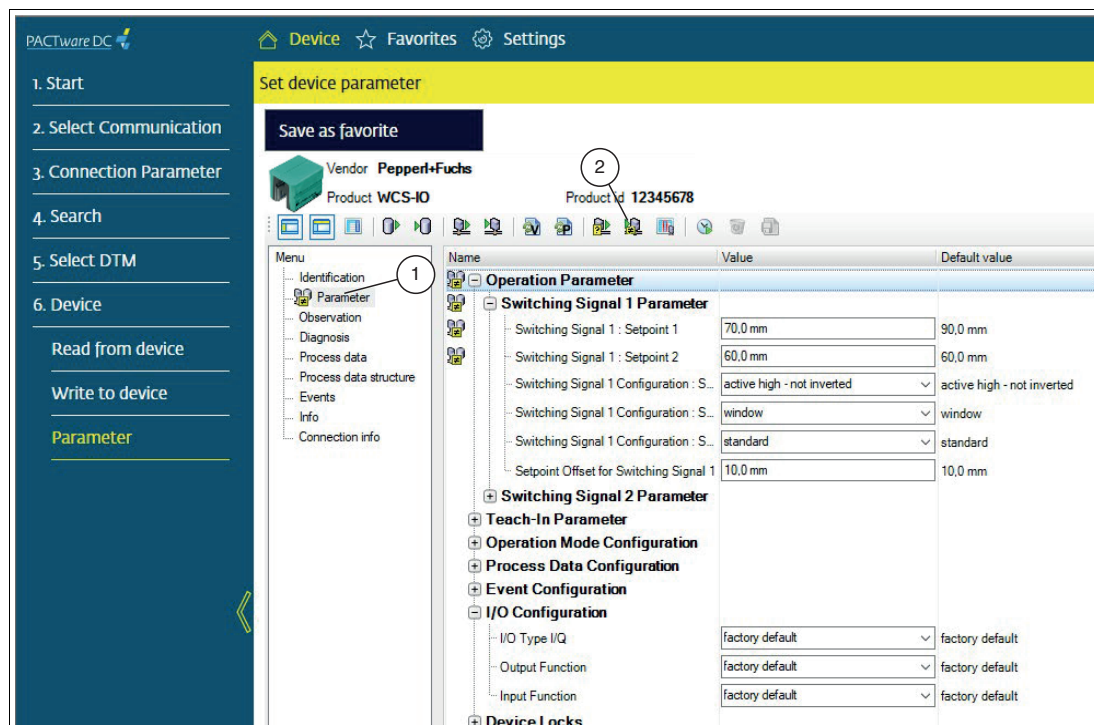 PACTware DC
Device Favorites Settings
1. Start
2. Select Communication
3. Connection Parameter
4. Search
5. Select DTM
6. Device
Read from device
Write to device
Parameter
Set device parameter
Save as favorite
Vendor Pepperl+Fuchs
Product WCS-IO Product id 12345678
2
Menu
Identification
Parameter
Observation
Diagnosis
Process data
Process data structure
Events
Info
Connection info
1
Name Value Default value
Operation Parameter
Switching Signal 1 Parameter
Switching Signal 1 : Setpoint 1 70,0 mm 90,0 mm
Switching Signal 1 : Setpoint 2 60,0 mm 60,0 mm
Switching Signal 1 Configuration : S... active high - not inverted active high - not inverted
Switching Signal 1 Configuration : S... window window
Switching Signal 1 Configuration : S... standard standard
Setpoint Offset for Switching Signal 1 10,0 mm 10,0 mm
Switching Signal 2 Parameter
Teach-In Parameter
Operation Mode Configuration
Process Data Configuration
Event Configuration
I/O Configuration
I/O Type I/Q factory default factory default
Output Function factory default factory default
Input Function factory default factory default
Device Locks